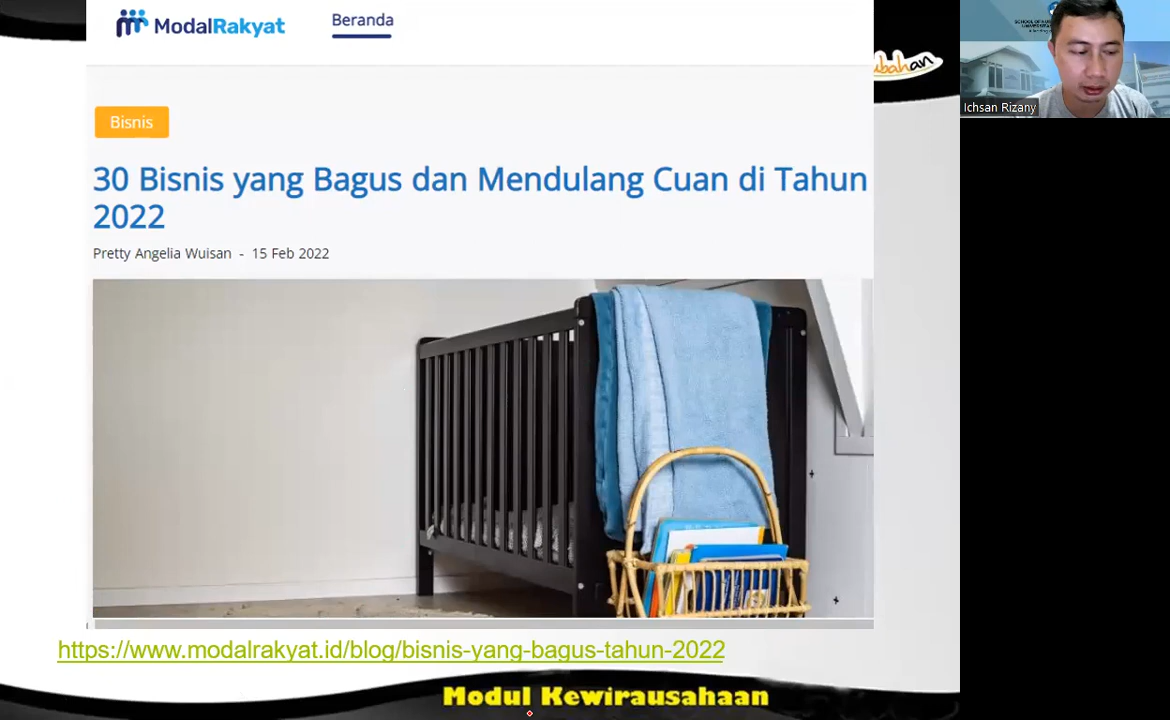 ModalRakyat
Beranda
ubahan
Bisnis
30 Bisnis yang Bagus dan Mendulang Cuan di Tahun
2022
Pretty Angelia Wuisan - 15 Feb 2022
https://www.modalrakyat.id/blog/bisnis-yang-bagus-tahun-2022
Modul Kewirausahaan
Ichsan Rizany